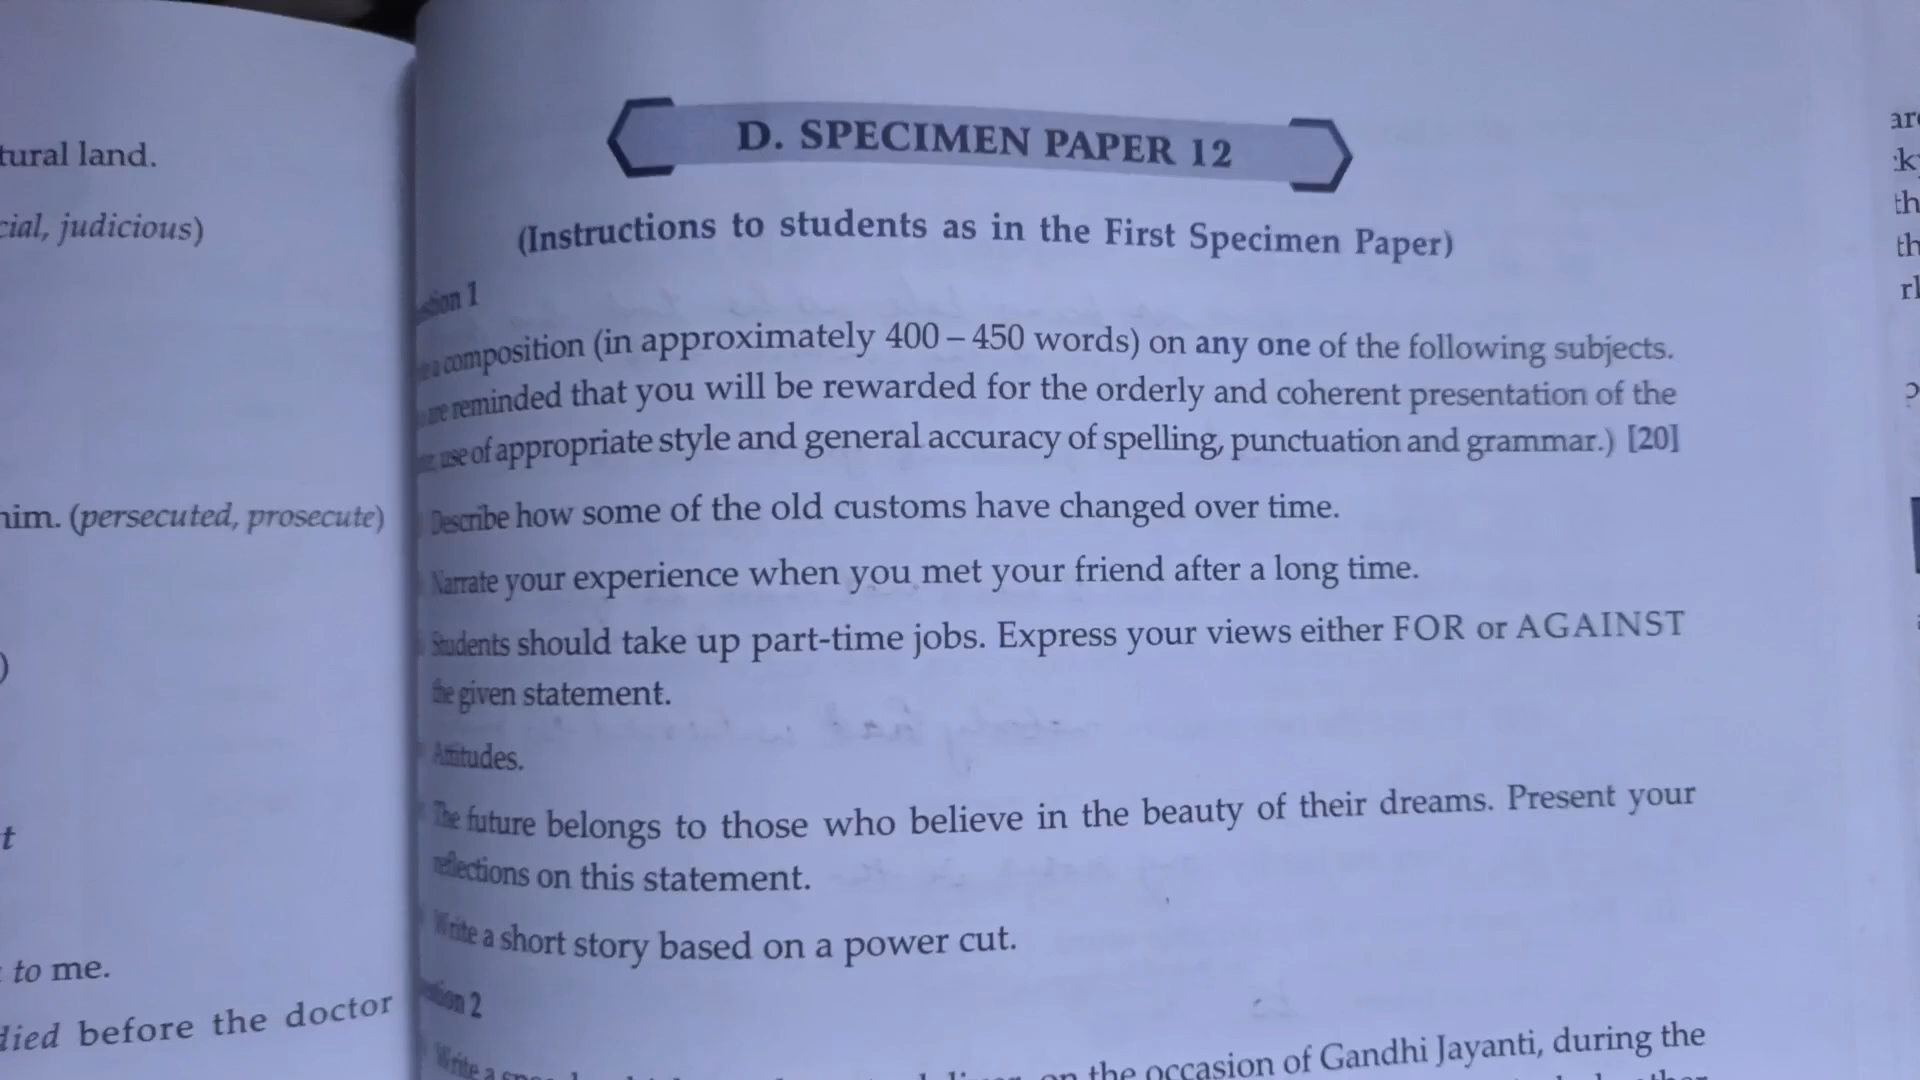 tural land.
judicious)
him. (persecuted, prosecute)
t
to me.
died before the doctor
D. SPECIMEN PAPER 12
(Instructions to students as in the First Specimen Paper)
1
composition (in approximately 400 – 450 words) on any one of the following subjects.
are reminded that you will be rewarded for the orderly and coherent presentation of the
use of appropriate style and general accuracy of spelling, punctuation and grammar.) [20]
Describe how some of the old customs have changed over time.
Narrate your experience when you met your friend after a long time.
Students should take up part-time jobs. Express your views either FOR or AGAINST
the given statement.
Attitudes.
The future belongs to those who believe in the beauty of their dreams. Present your
reflections on this statement.
Write a short story based on a power cut.
2
Write a
on the occasion of Gandhi Jayanti, during the